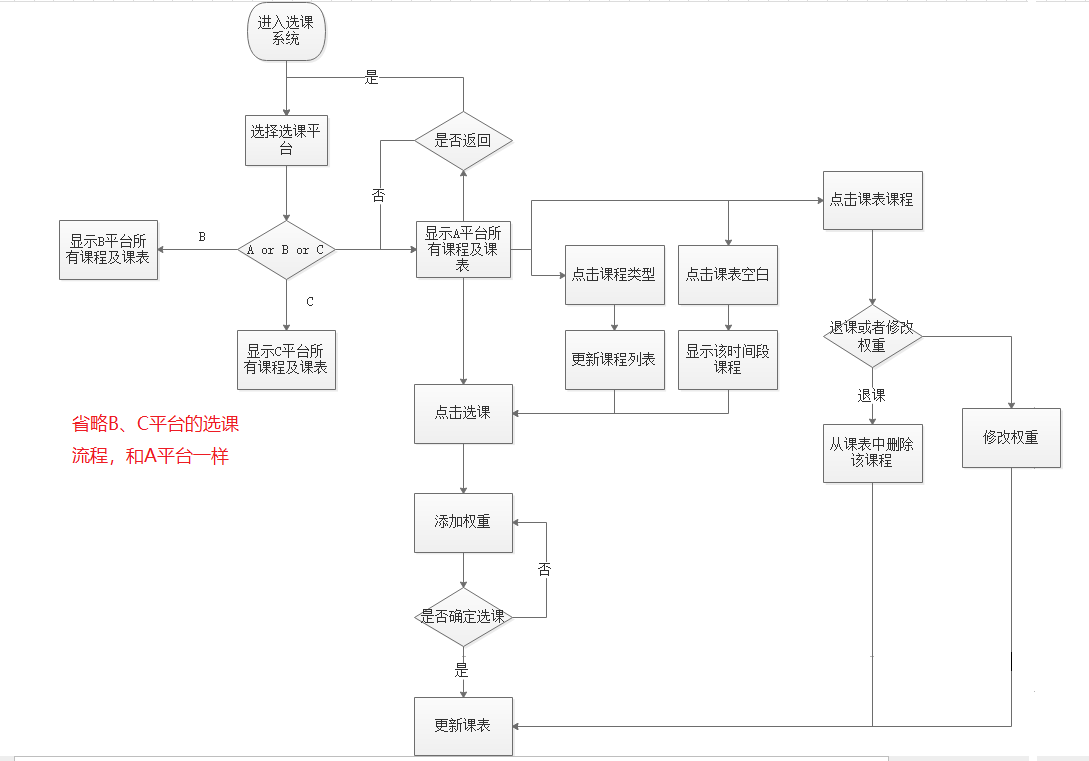 进入选课
系统
是
选择选课平
台
是否返回
否
点击课表课程
显示B平台所
有课程及课表
B
A or B or C
显示A平台所
有课程及课
表
点击课程类型
点击课表空白
C
退课或者修改
权重
显示C平台所
有课程及课表
更新课程列表
显示该时间段
课程
退课
点击选课
省略B、C平台的选课
流程，和A平台一样
从课表中删除
该课程
修改权重
添加权重
否
是否确定选课
是
更新课表